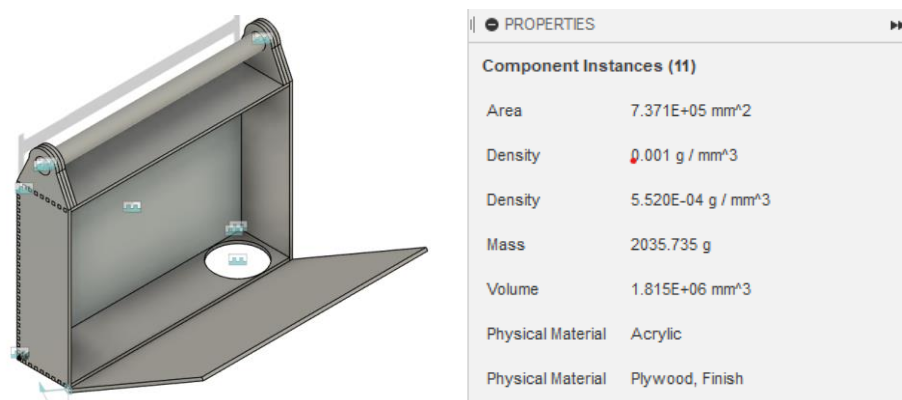 PROPERTIES
Component Instances (11)
Area 7.371E+05 mm^2
Density 0.001 g / mm^3
Density 5.520E-04 g / mm^3
Mass 2035.735 g
Volume 1.815E+06 mm^3
Physical Material Acrylic
Physical Material Plywood, Finish